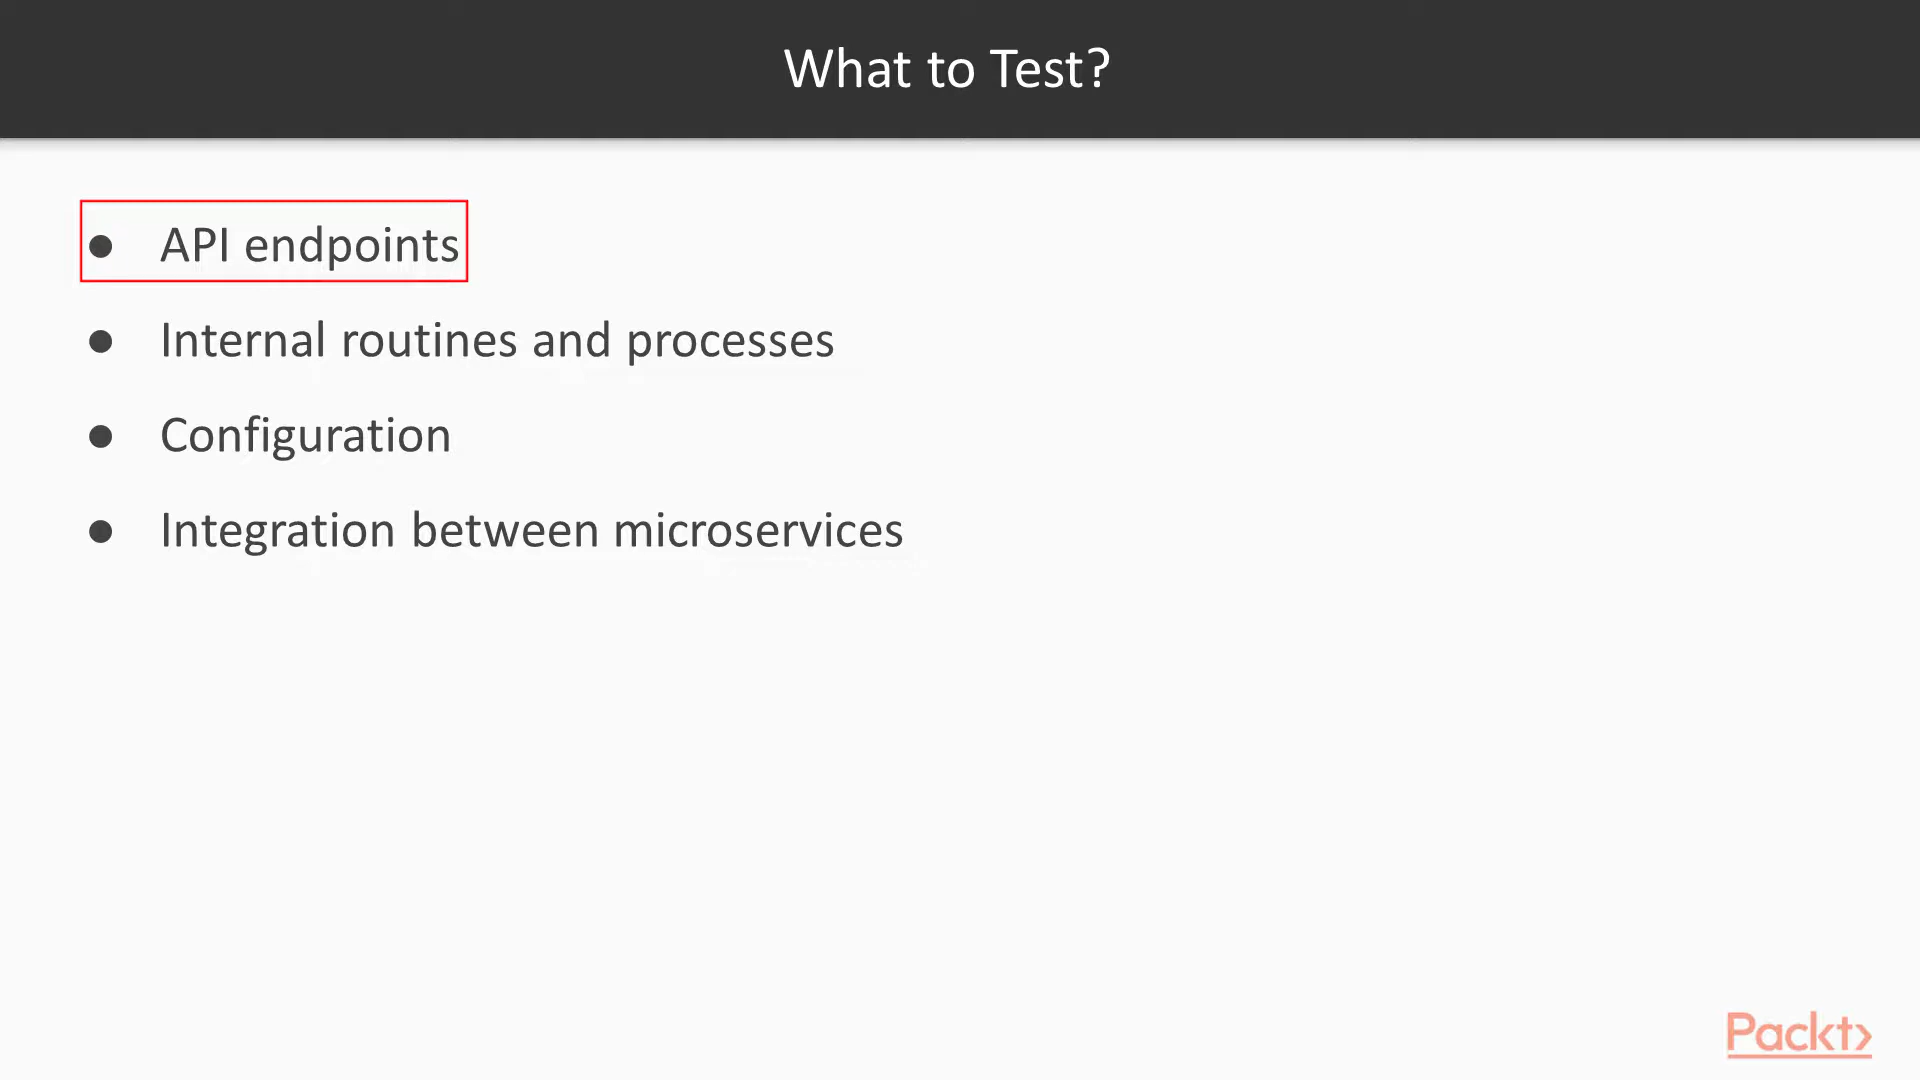 What to Test?
● API endpoints
● Internal routines and processes
● Configuration
● Integration between microservices
Packt>